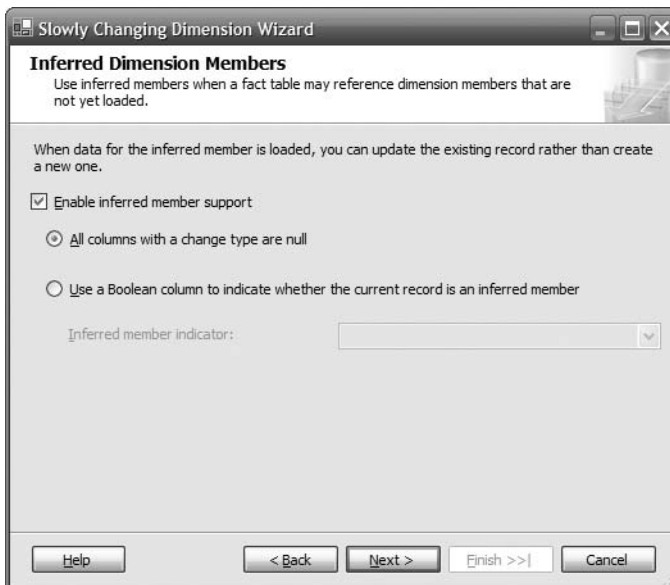 Slowly Changing Dimension Wizard
Inferred Dimension Members
Use inferred members when a fact table may reference dimension members that are
not yet loaded.
When data for the inferred member is loaded, you can update the existing record rather than create
a new one.
Enable inferred member support
All columns with a change type are null
Use a Boolean column to indicate whether the current record is an inferred member
Inferred member indicator:
Help
< Back
Next >
Finish >>|
Cancel